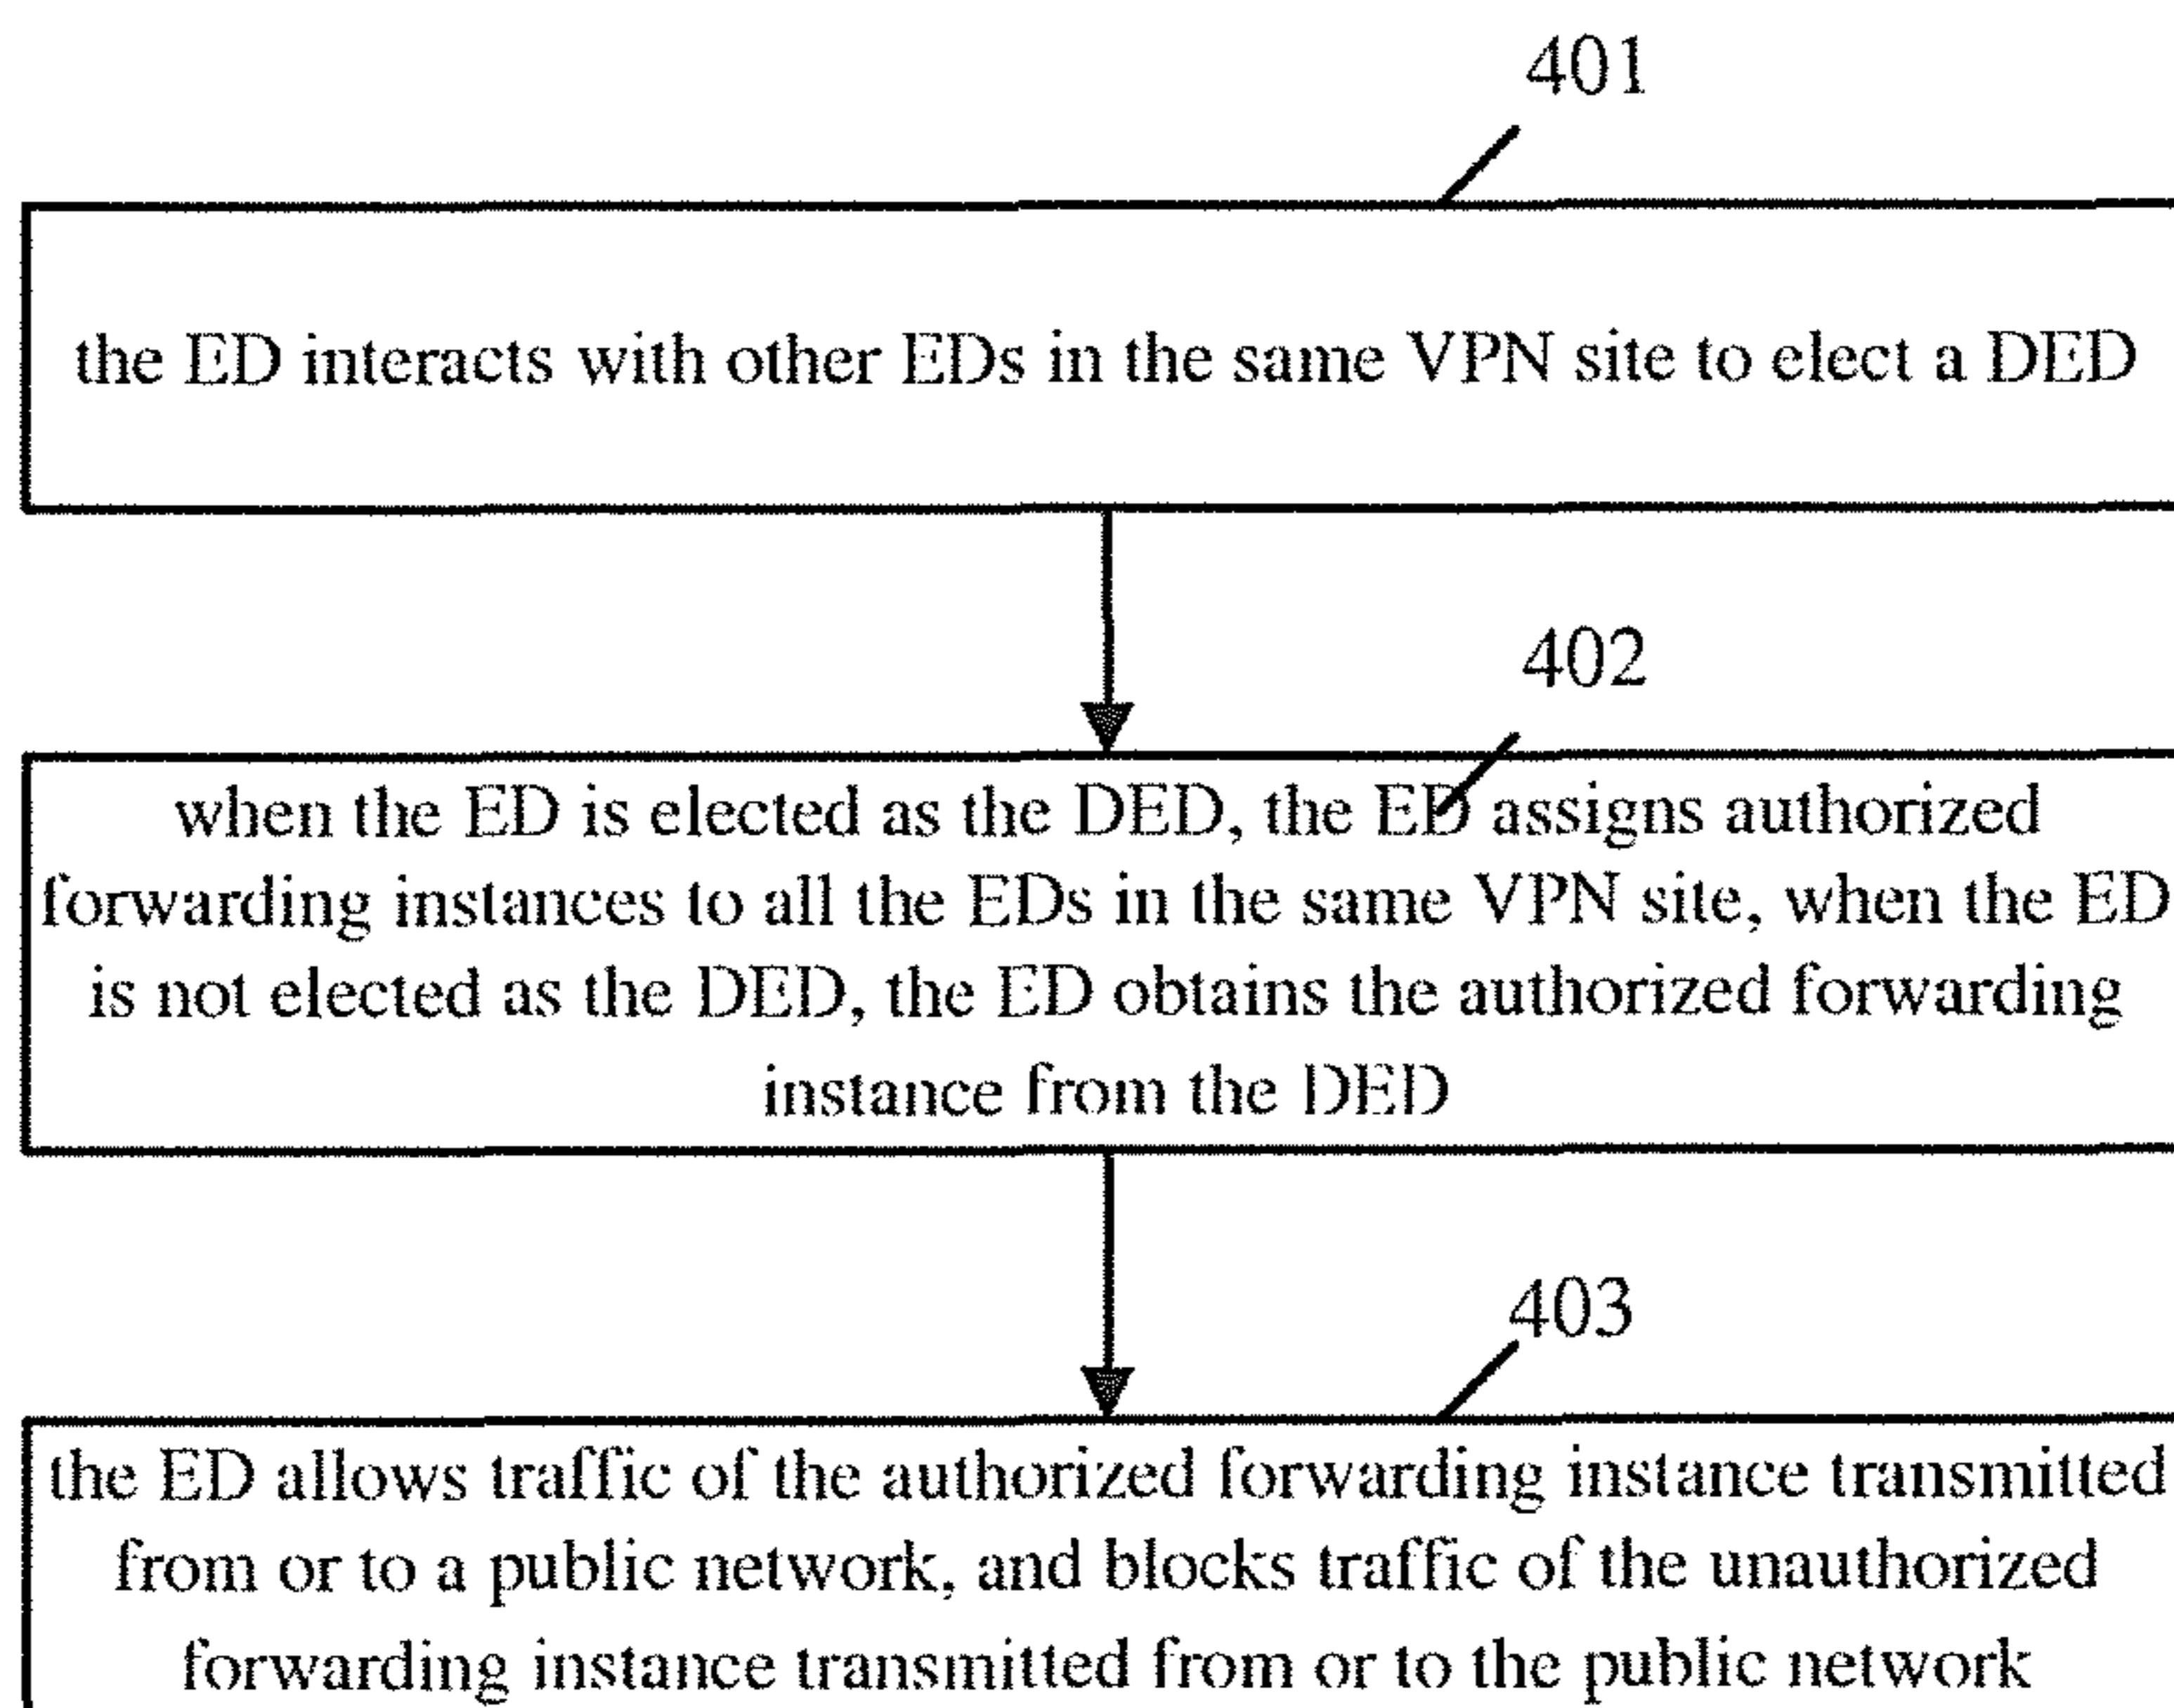 401
the ED interacts with other EDs in the same VPN site to elect a DED
402
when the ED is elected as the DED, the ED assigns authorized
forwarding instances to all the EDs in the same VPN site, when the ED
is not elected as the DED, the ED obtains the authorized forwarding
instance from the DED
403
the ED allows traffic of the authorized forwarding instance transmitted
from or to a public network, and blocks traffic of the unauthorized
forwarding instance transmitted from or to the public network